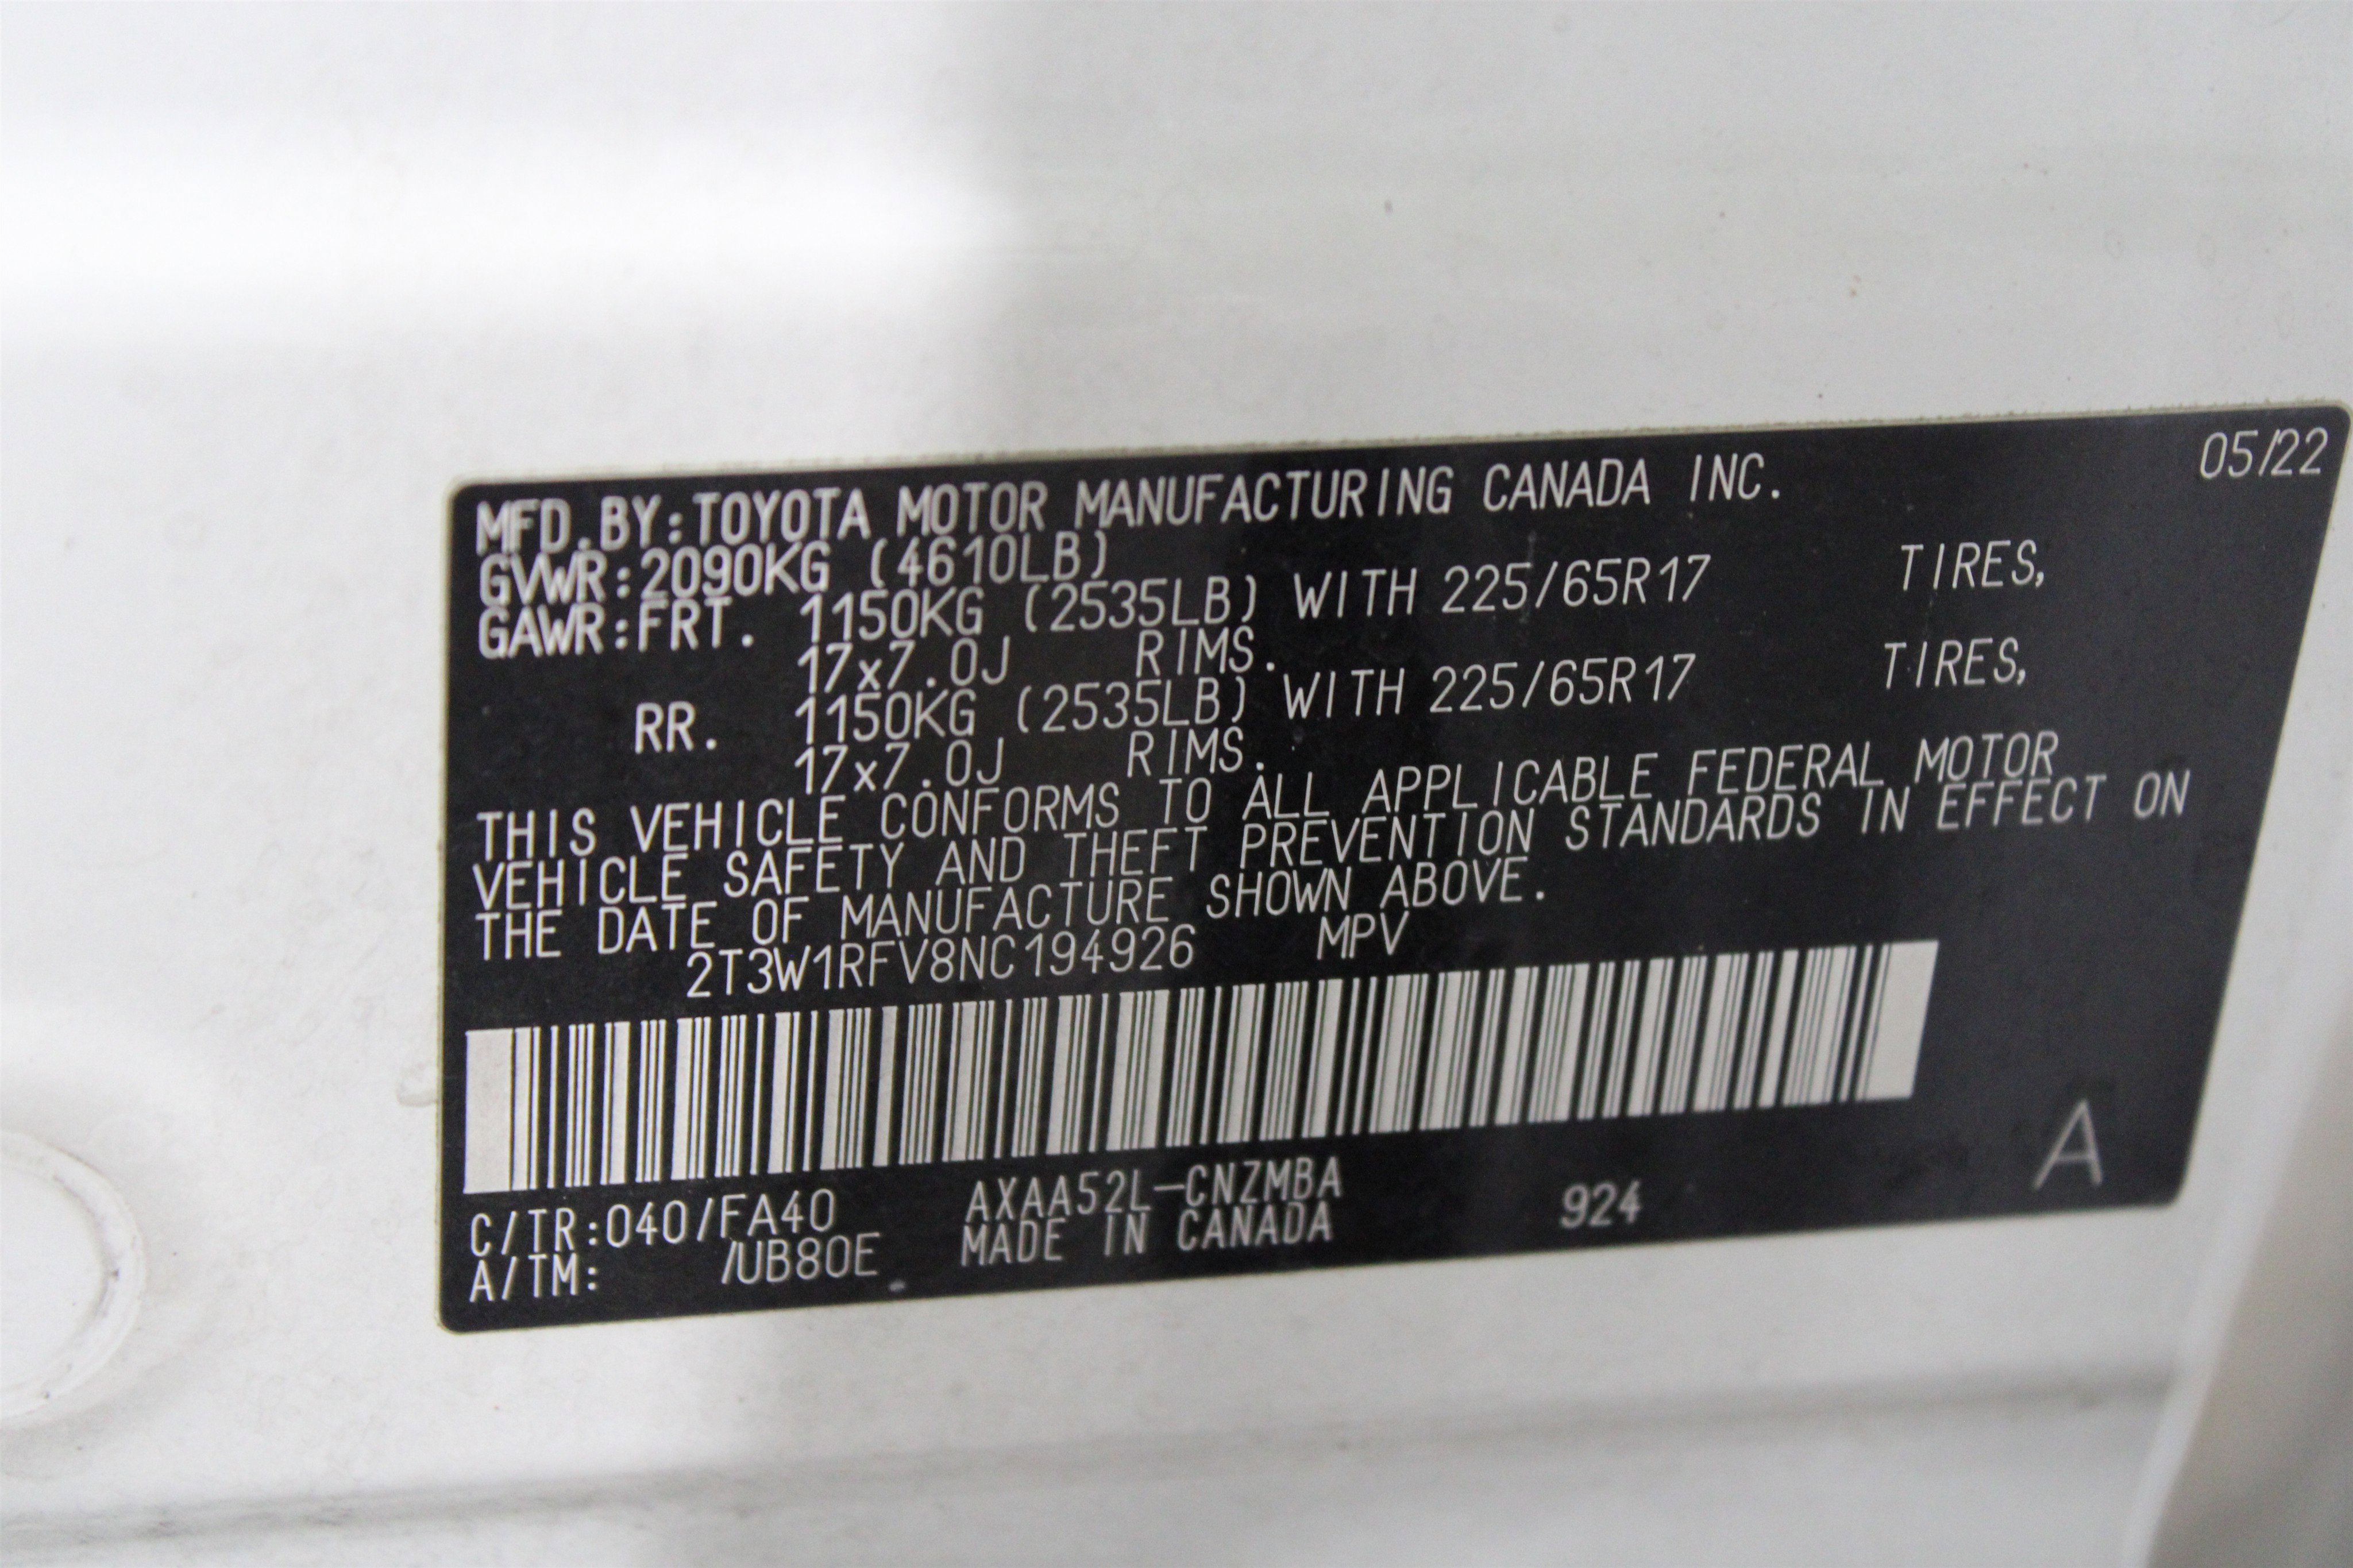 05/22
MFD.BY:TOYOTA MOTOR MANUFACTURING CANADA INC.
GVWR:2090KG (4610LB)
GAWR:FRT. 1150KG (2535LB) WITH 225/65R17 TIRES,
17x7.0J RIMS.
RR. 1150KG (2535LB) WITH 225/65R17 TIRES,
17x7.0J RIMS.
THIS VEHICLE CONFORMS TO ALL APPLICABLE FEDERAL MOTOR
VEHICLE SAFETY AND THEFT PREVENTION STANDARDS IN EFFECT ON
THE DATE OF MANUFACTURE SHOWN ABOVE.
2T3W1RFV8NC194926 MPV
C/TR:040/FA40 AXAA52L-CNZMBA 924 A
A/TM: /UB80E MADE IN CANADA